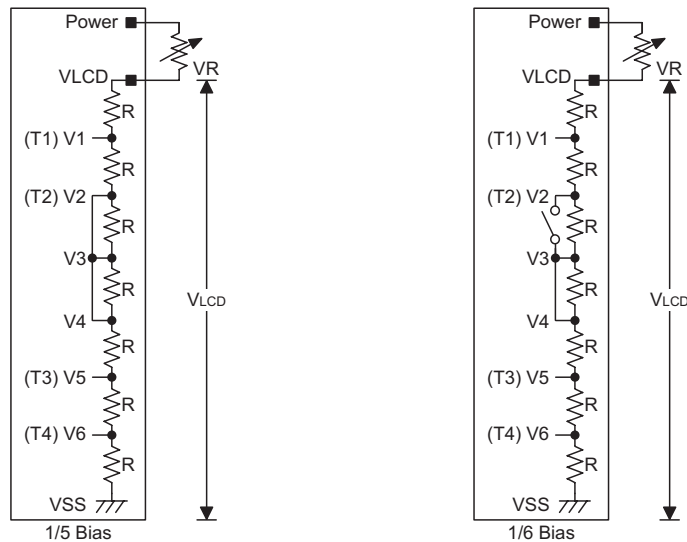 Power
VR
VLCD
R
(T1) V1
R
(T2) V2
R
V3
R
VLCD
V4
R
(T3) V5
R
(T4) V6
R
VSS
1/5 Bias
Power
VR
VLCD
R
(T1) V1
R
(T2) V2
R
V3
R
VLCD
V4
R
(T3) V5
R
(T4) V6
R
VSS
1/6 Bias